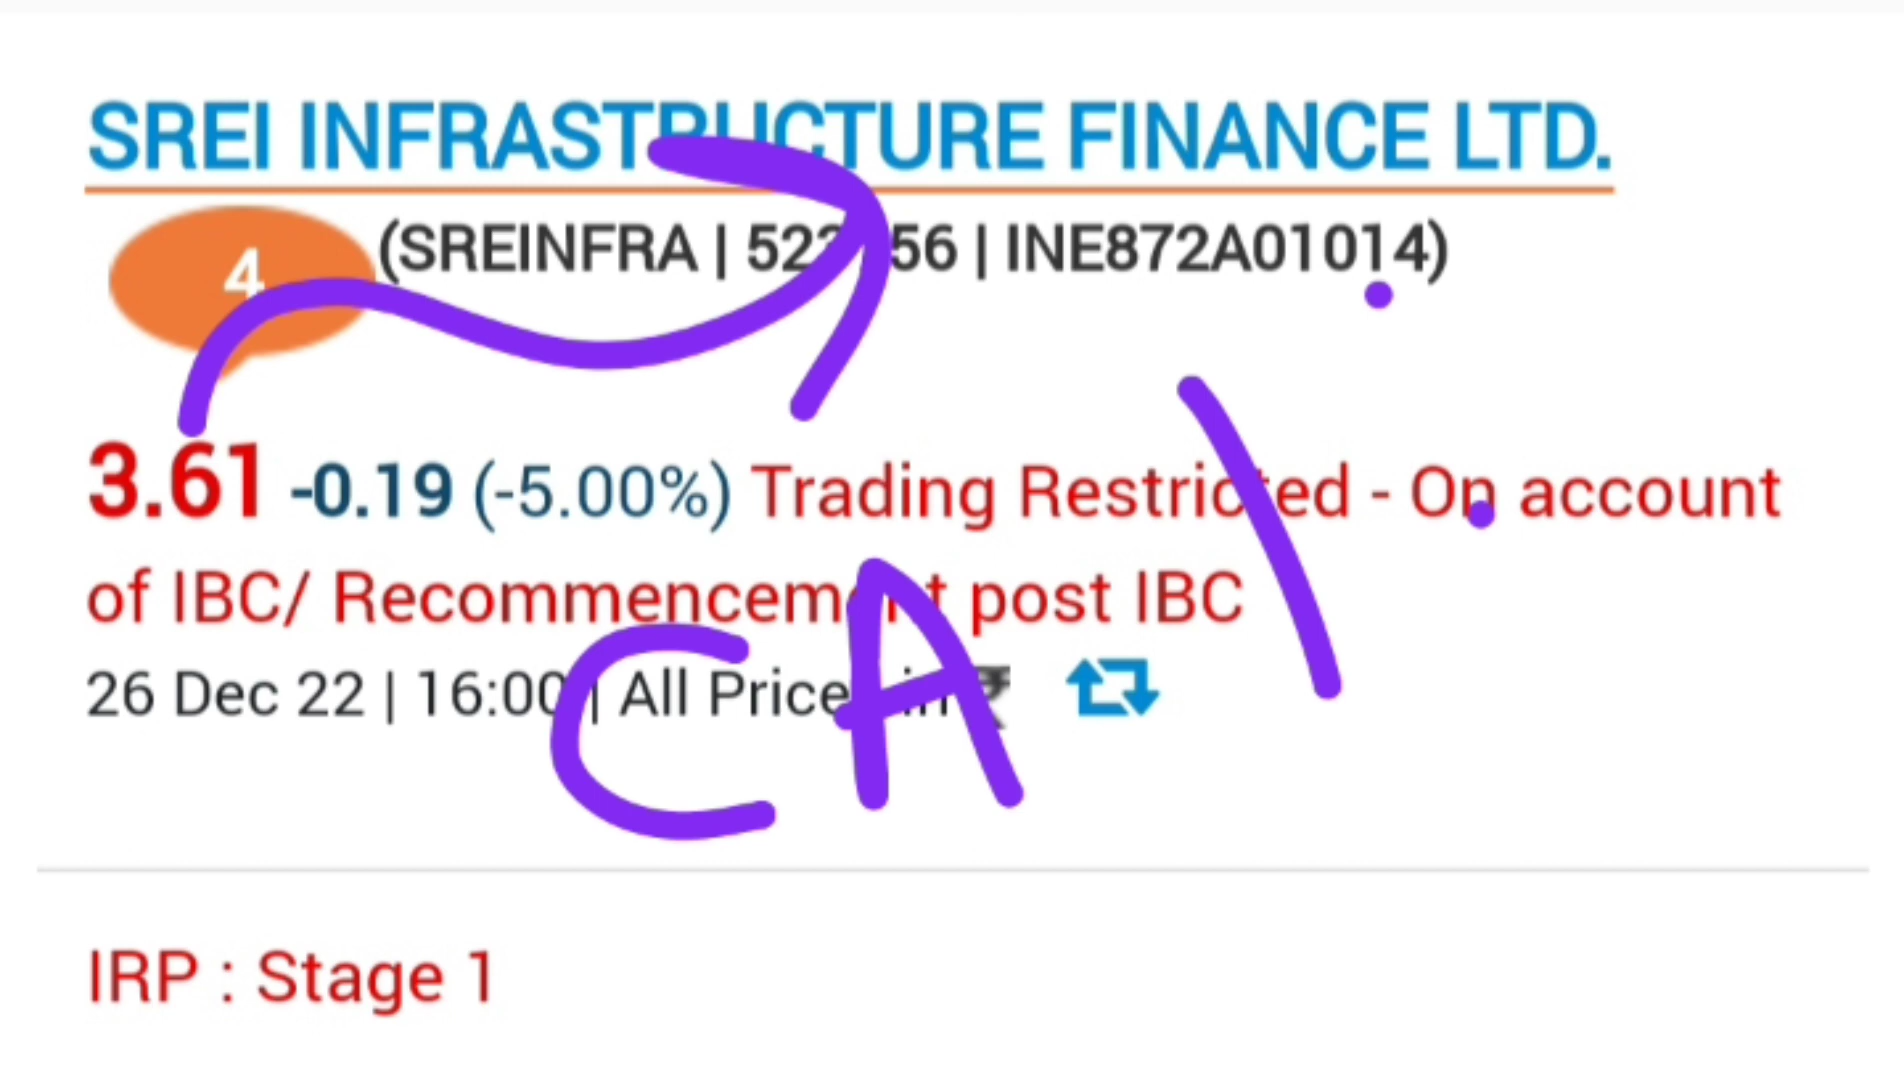 SREI INFRASTRUCTURE FINANCE LTD.
4 (SREINFRA | 523756 | INE872A01014)
3.61 -0.19 (-5.00%) Trading Restricted - On account
of IBC/ Recommencement post IBC
26 Dec 22 | 16:00 | All Prices in ₹
CA
IRP : Stage 1